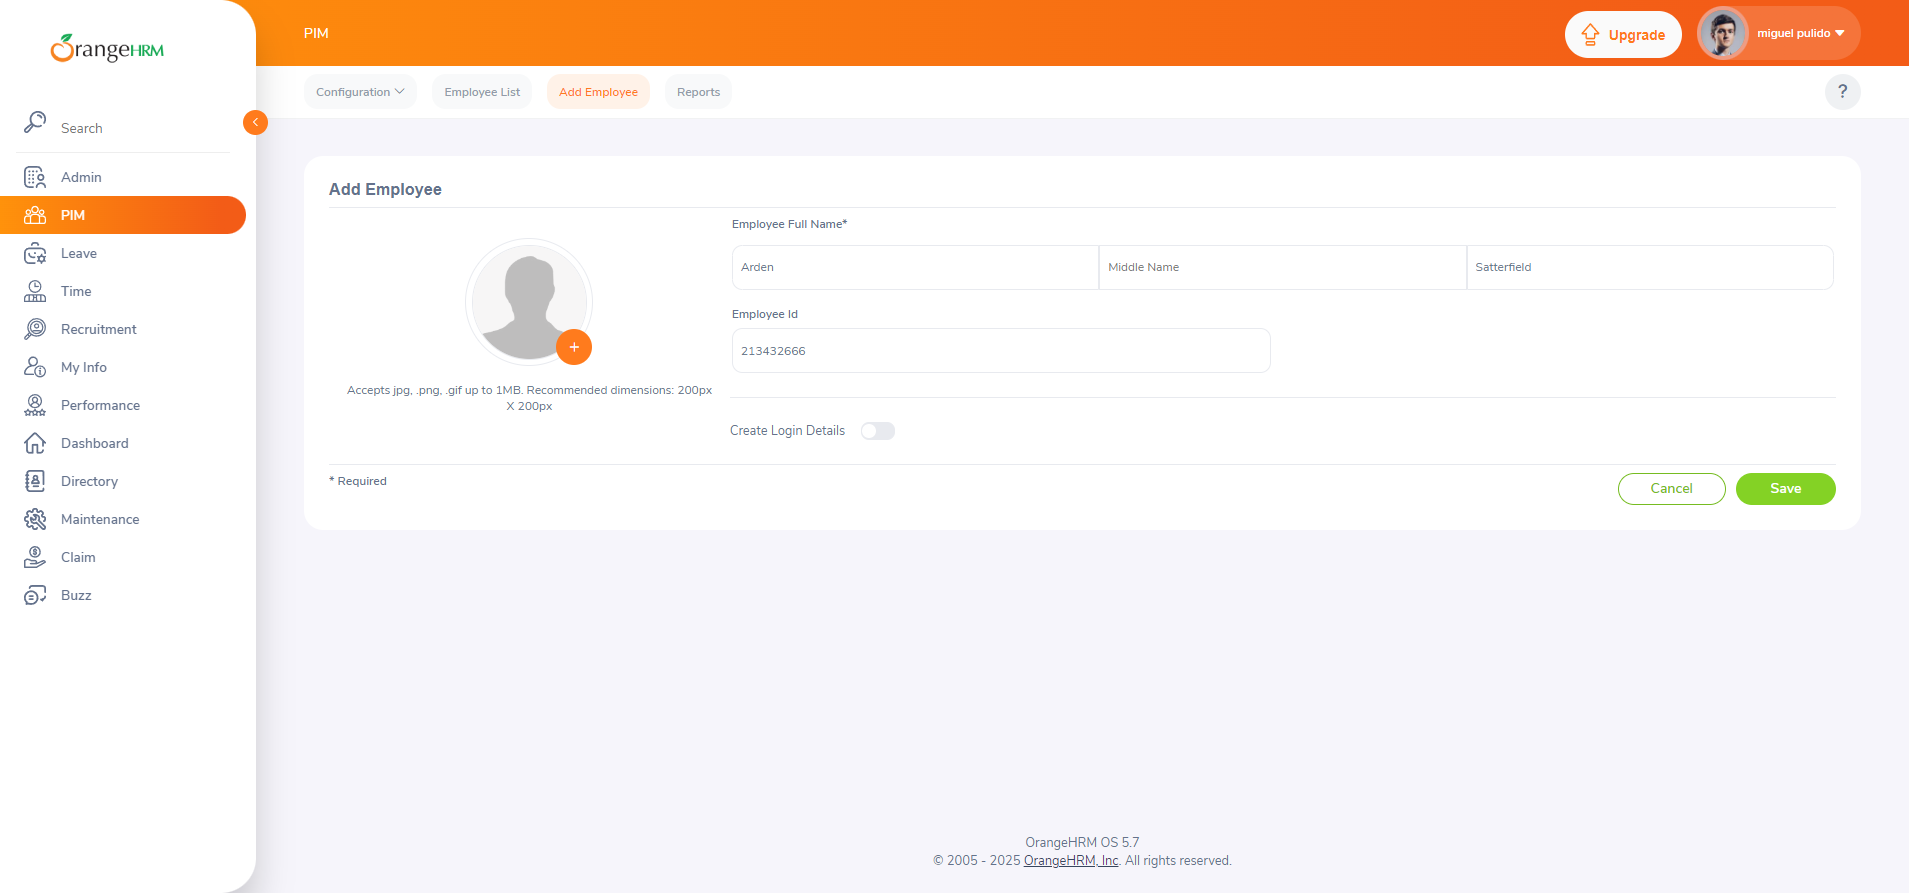 OrangeHRM
PIM
Upgrade
miguel pulido
Configuration
Employee List
Add Employee
Reports
?
Search
Admin
PIM
Leave
Time
Recruitment
My Info
Performance
Dashboard
Directory
Maintenance
Claim
Buzz
Add Employee
Accepts jpg, .png, .gif up to 1MB. Recommended dimensions: 200px
X 200px
Employee Full Name*
Arden Middle Name Satterfield
Employee Id
213432666
Create Login Details
* Required
Cancel
Save
OrangeHRM OS 5.7
© 2005 - 2025 OrangeHRM, Inc. All rights reserved.